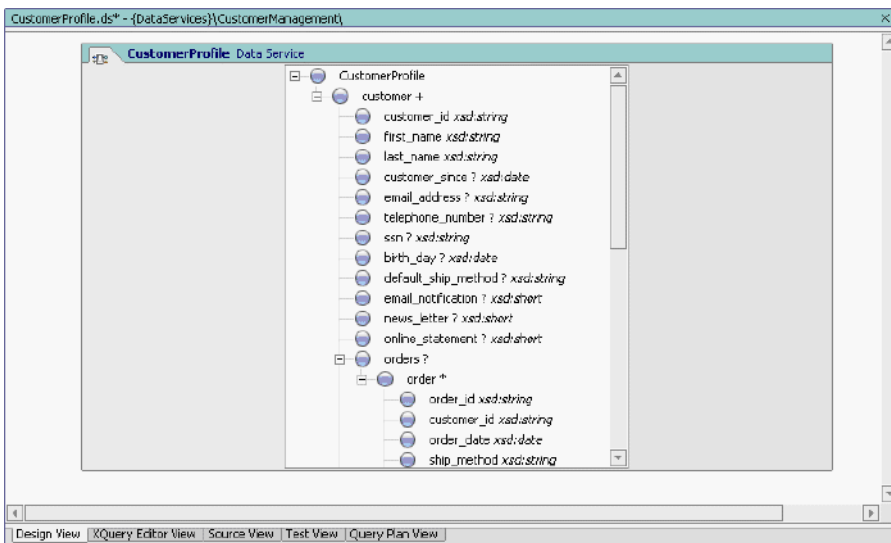 CustomerProfile.ds* - {DataServices}\CustomerManagement\
CustomerProfile Data Service
CustomerProfile
customer +
customer_id xsd:string
first_name xsd:string
last_name xsd:string
customer_since ? xsd:date
email_address ? xsd:string
telephone_number ? xsd:string
ssn ? xsd:string
birth_day ? xsd:date
default_ship_method ? xsd:string
email_notification ? xsd:short
news_letter ? xsd:short
online_statement ? xsd:short
orders ?
order *
order_id xsd:string
customer_id xsd:string
order_date xsd:date
ship_method xsd:string
Design View XQuery Editor View Source View Test View Query Plan View